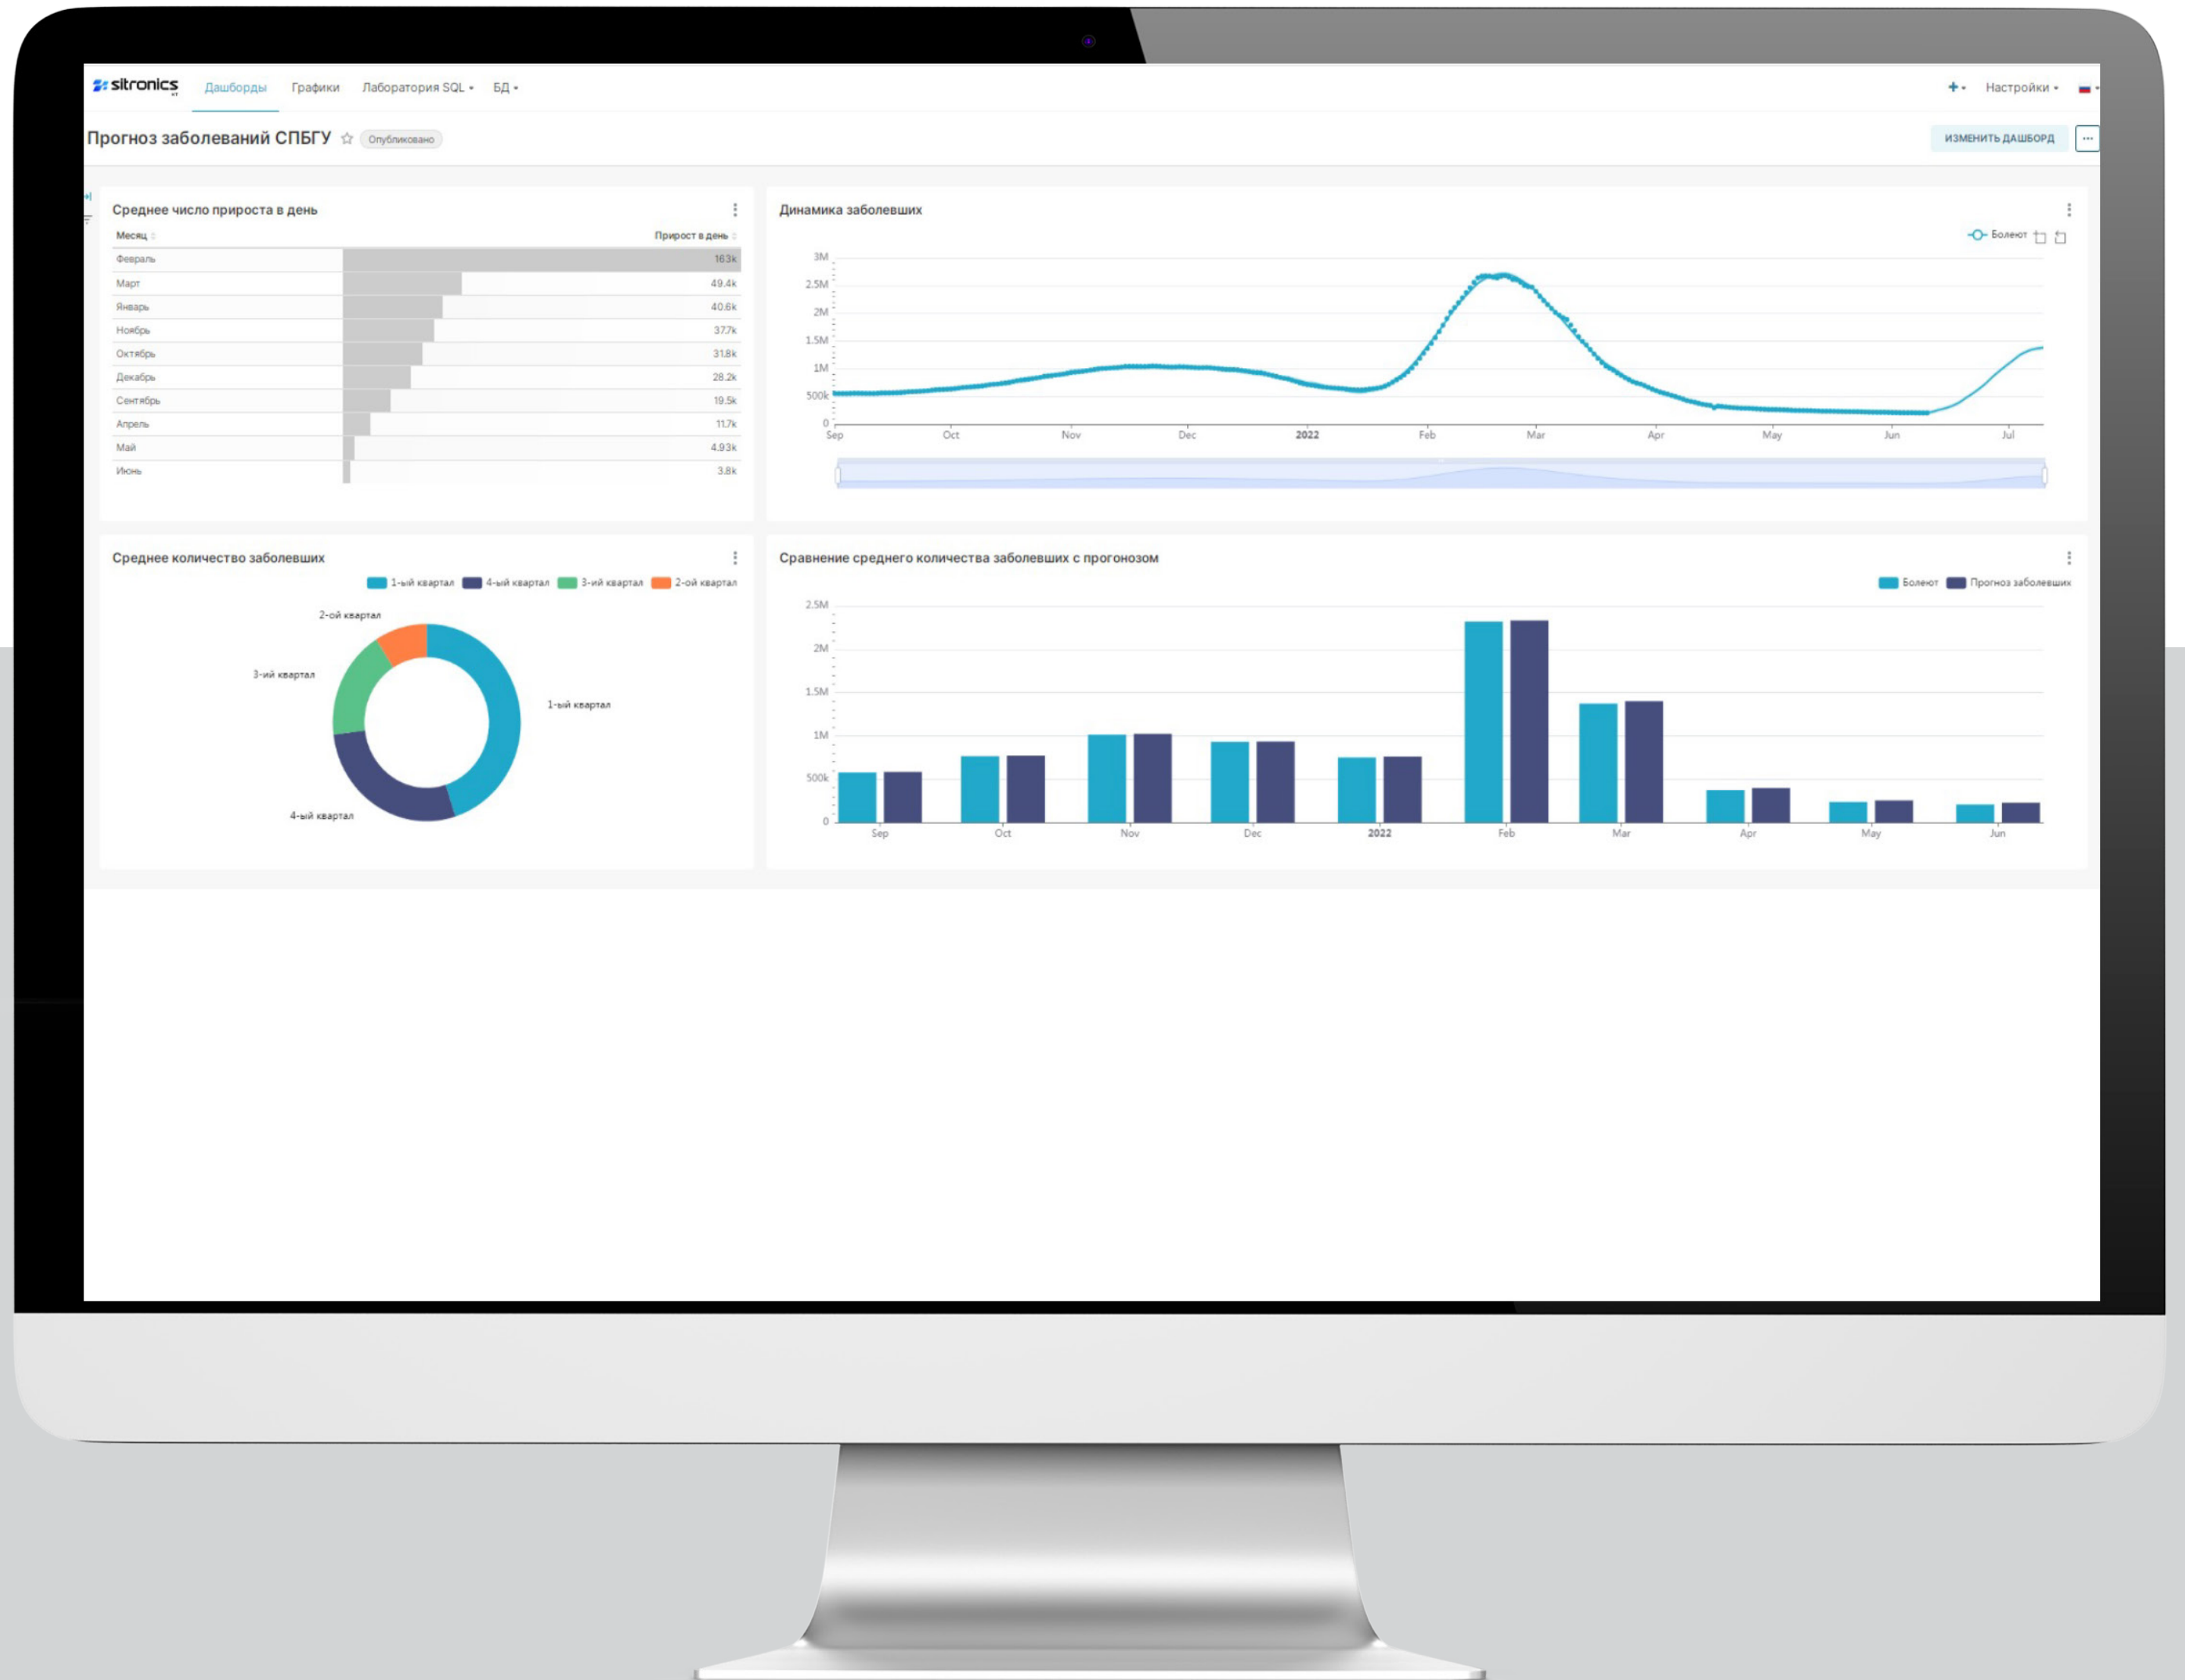 sitronics
Дашборды Графики Лаборатория SQL БД Настройки
Прогноз заболеваний СПБГУ Опубликовано ИЗМЕНИТЬ ДАШБОРД
Среднее число прироста в день
Месяц Прирост в день
Февраль 163k
Март 49.4k
Январь 40.6k
Ноябрь 37.7k
Октябрь 31.8k
Декабрь 28.2k
Сентябрь 19.5k
Апрель 11.7k
Май 4.93k
Июнь 3.8k
Динамика заболевших
Болеют
3M
2.5M
2M
1.5M
1M
500k
0
Sep Oct Nov Dec 2022 Feb Mar Apr May Jun Jul
Среднее количество заболевших
1-ый квартал 4-ый квартал 3-ий квартал 2-ой квартал
2-ой квартал
3-ий квартал
1-ый квартал
4-ый квартал
Сравнение среднего количества заболевших с прогонозом
Болеют Прогноз заболевших
2.5M
2M
1.5M
1M
500k
0
Sep Oct Nov Dec 2022 Feb Mar Apr May Jun